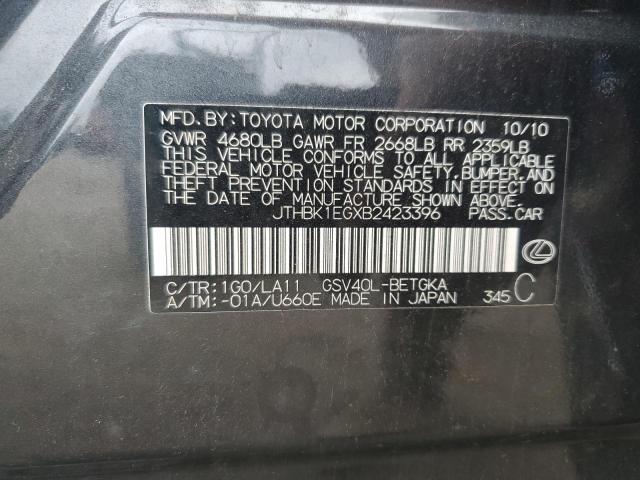 MFD.BY:TOYOTA MOTOR CORPORATION 10/10
GVWR 4680LB GAWR FR 2668LB RR 2359LB
THIS VEHICLE CONFORMS TO ALL APPLICABLE
FEDERAL MOTOR VEHICLE SAFETY,BUMPER,AND
THEFT PREVENTION STANDARDS IN EFFECT ON
THE DATE OF MANUFACTURE SHOWN ABOVE.
JTHBK1EGXB2423396 PASS.CAR
C/TR:1G0/LA11 GSV40L-BETGKA
A/TM:-01A/U660E MADE IN JAPAN 345 C